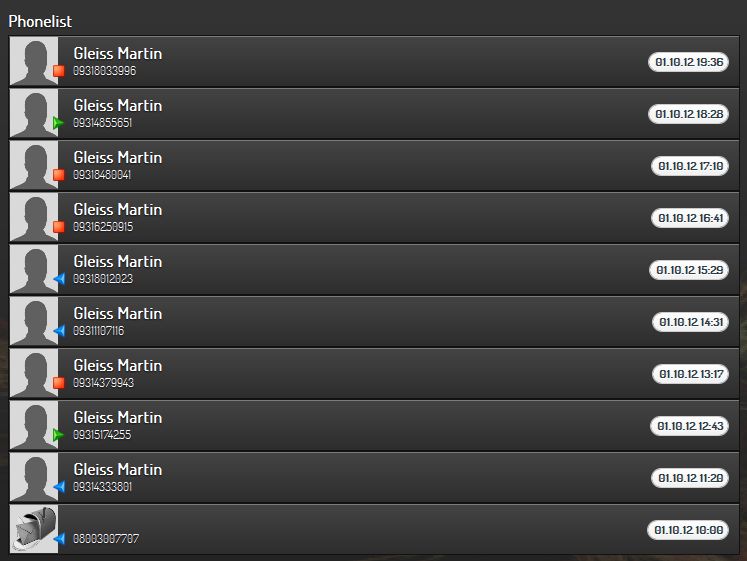 Phonelist
Gleiss Martin
09318033996
01.10.12 19:36
Gleiss Martin
09314855651
01.10.12 18:28
Gleiss Martin
09318480041
01.10.12 17:10
Gleiss Martin
09316250915
01.10.12 16:41
Gleiss Martin
09318012023
01.10.12 15:29
Gleiss Martin
09311107116
01.10.12 14:31
Gleiss Martin
09314379943
01.10.12 13:17
Gleiss Martin
09315174255
01.10.12 12:43
Gleiss Martin
09314333801
01.10.12 11:20
08003007707
01.10.12 10:00